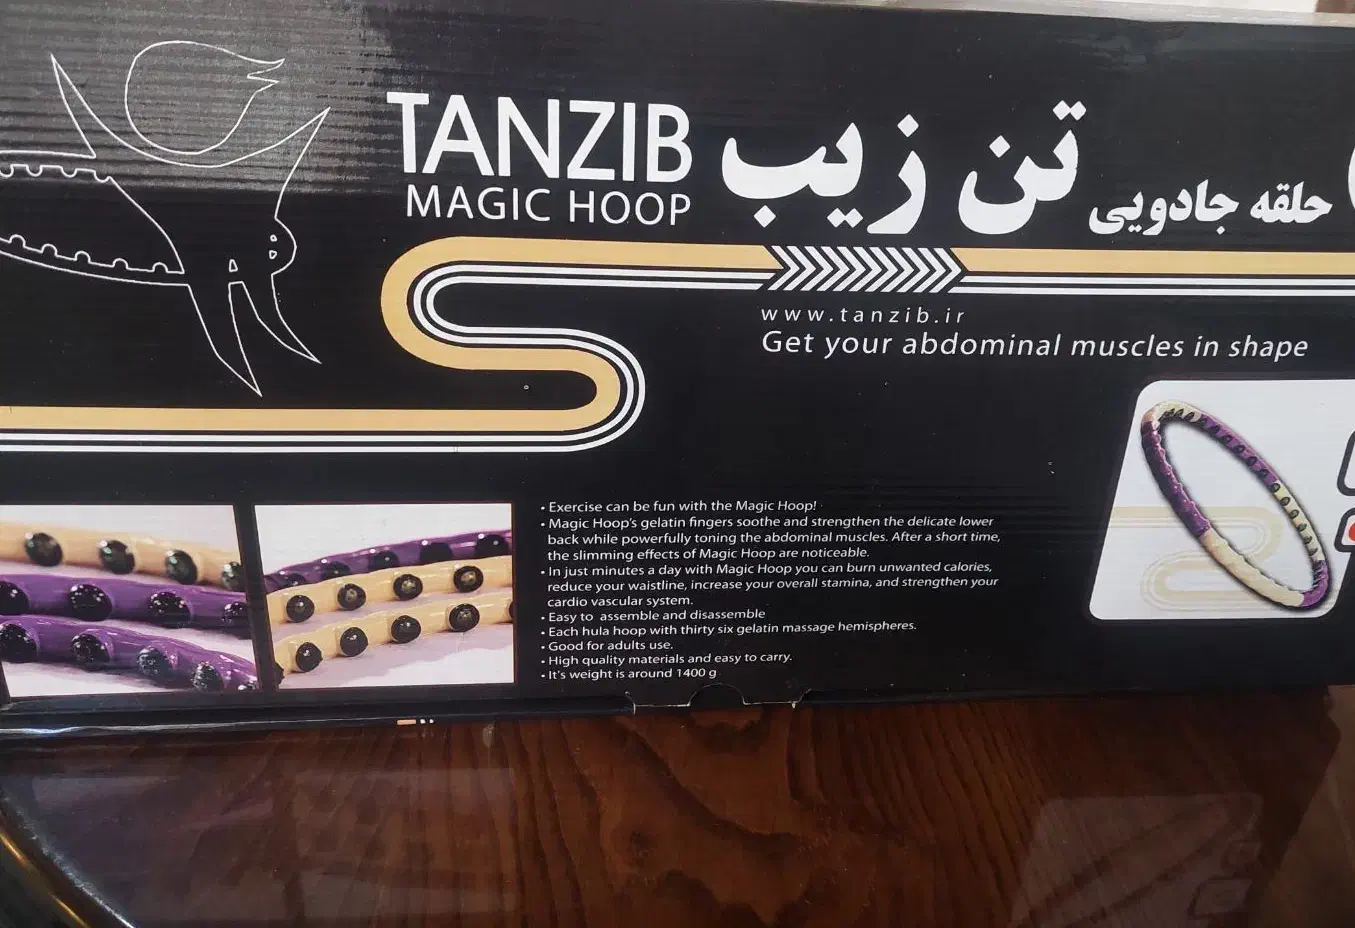 TANZIB
MAGIC HOOP
تن زیب
حلقه جادویی
www.tanzib.ir
Get your abdominal muscles in shape
• Exercise can be fun with the Magic Hoop!
• Magic Hoop's gelatin fingers soothe and strengthen the delicate lower
back while powerfully toning the abdominal muscles. After a short time,
the slimming effects of Magic Hoop are noticeable.
• In just minutes a day with Magic Hoop you can burn unwanted calories,
reduce your waistline, increase your overall stamina, and strengthen your
cardio vascular system.
• Easy to assemble and disassemble
• Each hula hoop with thirty six gelatin massage hemispheres.
• Good for adults use.
• High quality materials and easy to carry.
• It's weight is around 1400 g